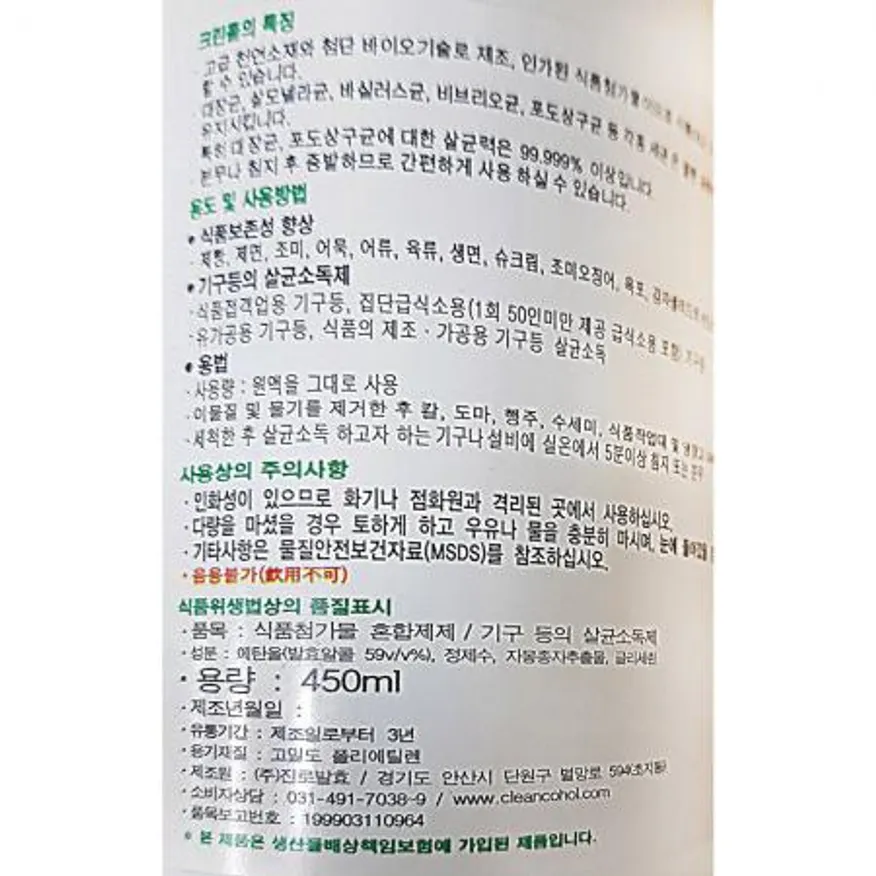 크린콜의 특징
· 고급 천연소재와 첨단 바이오기술로 제조, 인가된 식품첨가물
할 수 있습니다.
· 대장균, 살모넬라균, 바실러스균, 비브리오균, 포도상구균 등 각종
유지시킵니다.
· 특히 대장균, 포도상구균에 대한 살균력은 99.999% 이상입니다.
· 분무나 침지 후 증발하므로 간편하게 사용 하실 수 있습니다.
용도 및 사용방법
• 식품보존성 향상
· 제빵, 제면, 조미, 어묵, 어류, 육류, 생면, 슈크림, 조미오징어, 육포,
• 기구등의 살균소독제
· 식품접객업용 기구등, 집단급식소용(1회 50인미만 제공 급식소용 포함) 기구등
· 유가공용 기구등, 식품의 제조 · 가공용 기구등 살균소독
• 용법
· 사용량 : 원액을 그대로 사용
· 이물질 및 물기를 제거한 후 칼, 도마, 행주, 수세미, 식품작업대 및 냉장고
· 세척한 후 살균소독 하고자 하는 기구나 설비에 실온에서 5분이상 침지 또는
사용상의 주의사항
· 인화성이 있으므로 화기나 점화원과 격리된 곳에서 사용하십시오.
· 다량을 마셨을 경우 토하게 하고 우유나 물을 충분히 마시며, 눈에 들어갔을
· 기타사항은 물질안전보건자료(MSDS)를 참조하십시오.
· 음용불가(飮用不可)
식품위생법상의 품질표시
· 품목 : 식품첨가물 혼합제제 / 기구 등의 살균소독제
· 성분 : 에탄올(발효알콜 59v/v%), 정제수, 자몽종자추출물, 글리세린
· 용량 : 450ml
· 제조년월일 :
· 유통기간 : 제조일로부터 3년
· 용기재질 : 고밀도 폴리에틸렌
· 제조원 : (주)진로발효 / 경기도 안산시 단원구 별망로 594(초지동)
· 소비자상담 : 031-491-7038~9 / www.cleancohol.com
· 품목보고번호 : 199903110964
* 본 제품은 생산물배상책임보험에 가입된 제품입니다.